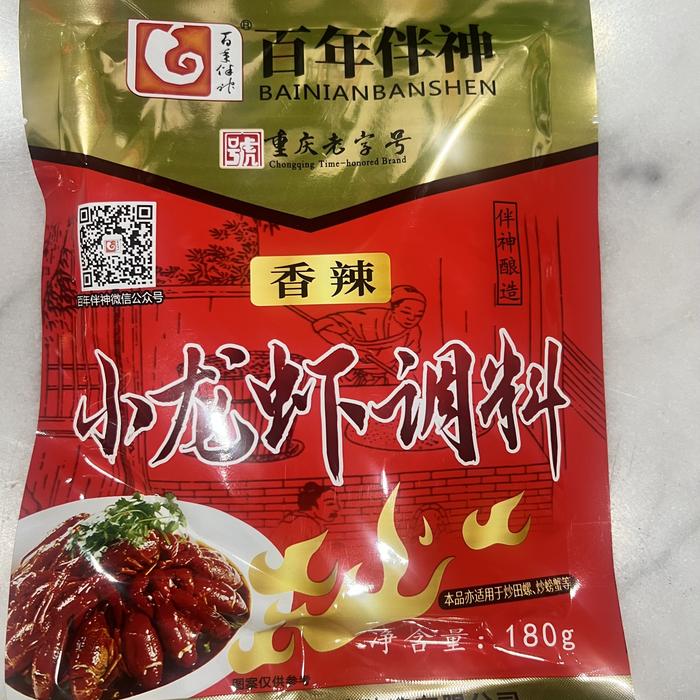 百年伴神
®
百年伴神
BAINIANBANSHEN
號
重庆老字号
Chongqing Time-honored Brand
伴神酿造
百年伴神微信公众号
香辣
小龙虾调料
本品亦适用于炒田螺、炒螃蟹等
净含量：180g
图案仅供参考